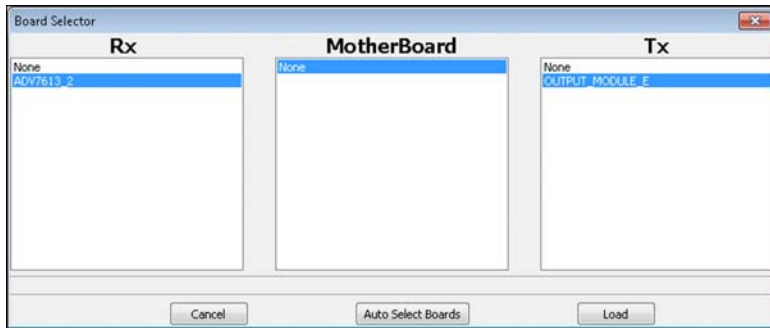 Board Selector
Rx
MotherBoard
Tx
None
ADV7613_2
None
None
OUTPUT_MODULE_E
Cancel
Auto Select Boards
Load